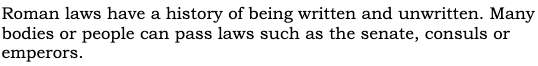 Roman laws have a history of being written and unwritten. Many
bodies or people can pass laws such as the senate, consuls or
emperors.